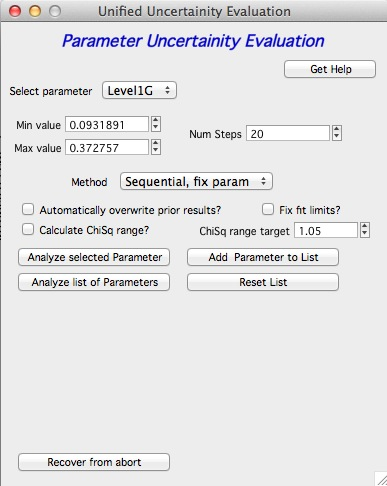 Unified Uncertainity Evaluation
Parameter Uncertainity Evaluation
Get Help
Select parameter Level1G
Min value 0.0931891
Num Steps 20
Max value 0.372757
Method Sequential, fix param
Automatically overwrite prior results? Fix fit limits?
Calculate ChiSq range? ChiSq range target 1.05
Analyze selected Parameter Add Parameter to List
Analyze list of Parameters Reset List
Recover from abort